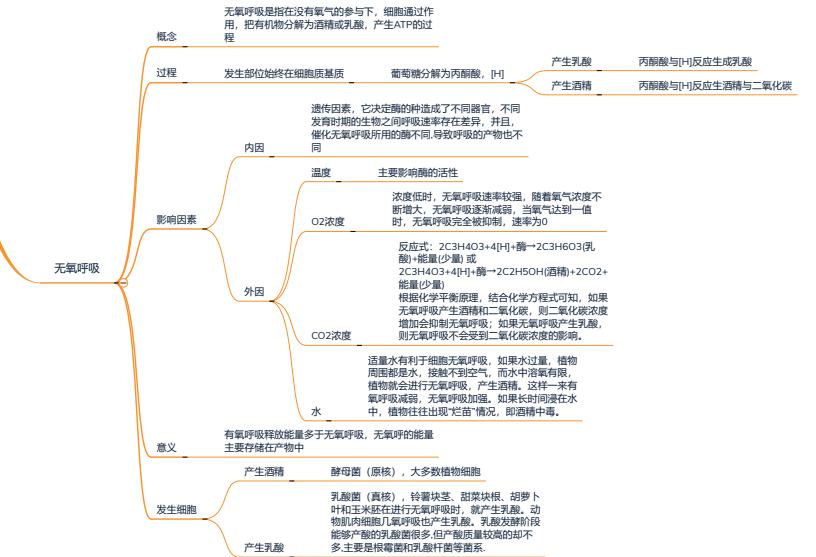 无氧呼吸
概念
无氧呼吸是指在没有氧气的参与下，细胞通过作
用，把有机物分解为酒精或乳酸，产生ATP的过
程
过程
发生部位始终在细胞质基质
葡萄糖分解为丙酮酸，[H]
产生乳酸
丙酮酸与[H]反应生成乳酸
产生酒精
丙酮酸与[H]反应生酒精与二氧化碳
影响因素
内因
遗传因素，它决定酶的种造成了不同器官，不同
发育时期的生物之间呼吸速率存在差异，并且，
催化无氧呼吸所用的酶不同.导致呼吸的产物也不
同
外因
温度
主要影响酶的活性
O2浓度
浓度低时，无氧呼吸速率较强，随着氧气浓度不
断增大，无氧呼吸逐渐减弱，当氧气达到一值
时，无氧呼吸完全被抑制，速率为0
CO2浓度
反应式：2C3H4O3+4[H]+酶→2C3H6O3(乳
酸)+能量(少量) 或
2C3H4O3+4[H]+酶→2C2H5OH(酒精)+2CO2+
能量(少量)
根据化学平衡原理，结合化学方程式可知，如果
无氧呼吸产生酒精和二氧化碳，则二氧化碳浓度
增加会抑制无氧呼吸；如果无氧呼吸产生乳酸，
则无氧呼吸不会受到二氧化碳浓度的影响。
水
适量水有利于细胞无氧呼吸，如果水过量，植物
周围都是水，接触不到空气，而水中溶氧有限，
植物就会进行无氧呼吸，产生酒精。这样一来有
氧呼吸减弱，无氧呼吸加强。如果长时间浸在水
中，植物往往出现“烂苗”情况，即酒精中毒。
意义
有氧呼吸释放能量多于无氧呼吸，无氧呼的能量
主要存储在产物中
发生细胞
产生酒精
酵母菌（原核），大多数植物细胞
产生乳酸
乳酸菌（真核），铃薯块茎、甜菜块根、胡萝卜
叶和玉米胚在进行无氧呼吸时，就产生乳酸。动
物肌肉细胞几氧呼吸也产生乳酸。乳酸发酵阶段
能够产酸的乳酸菌很多,但产酸质量较高的却不
多.主要是根霉菌和乳酸杆菌等菌系.